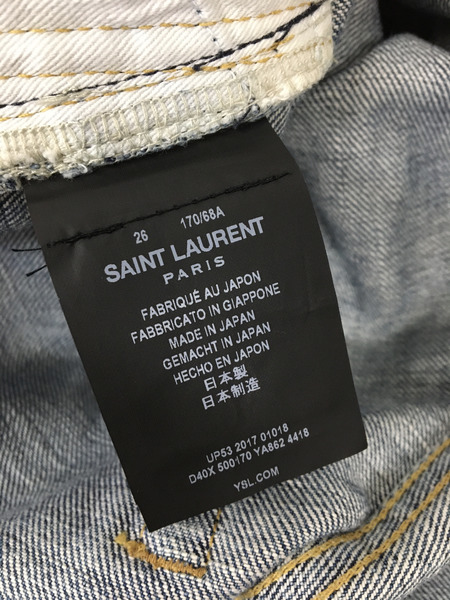 26 170/68A
SAINT LAURENT
PARIS
FABRIQUÉ AU JAPON
FABBRICATO IN GIAPPONE
MADE IN JAPAN
GEMACHT IN JAPAN
HECHO EN JAPON
日本製
日本制造
UP53 2017 01018
D40X 500170 YA862 4418
YSL.COM